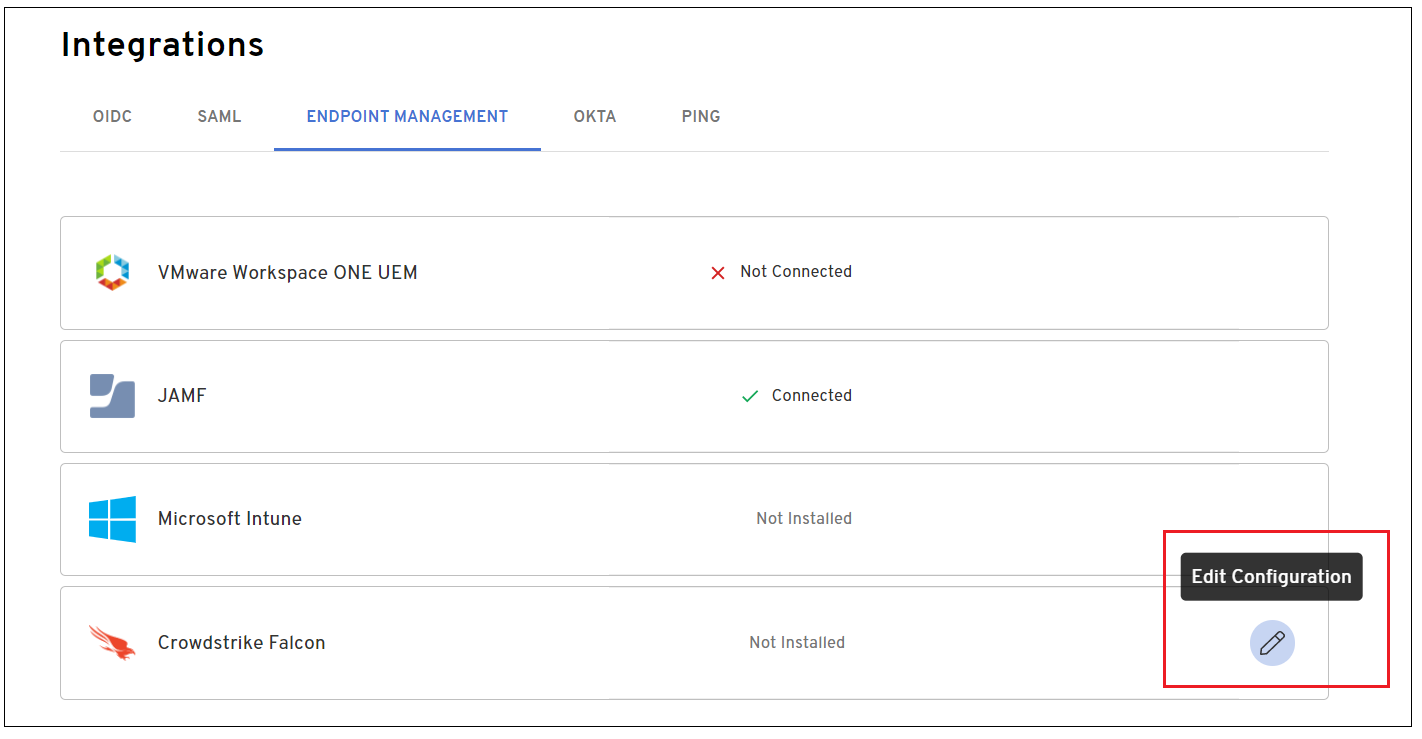 Integrations
OIDC SAML ENDPOINT MANAGEMENT OKTA PING
VMware Workspace ONE UEM Not Connected
JAMF Connected
Microsoft Intune Not Installed
Edit Configuration
Crowdstrike Falcon Not Installed